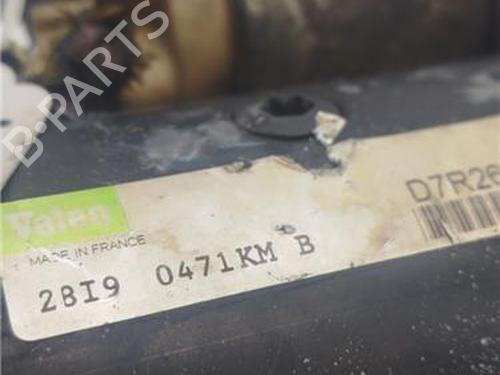 B-PARTS
Valeo
MADE IN FRANCE
D7R26
28I9 0471KM B